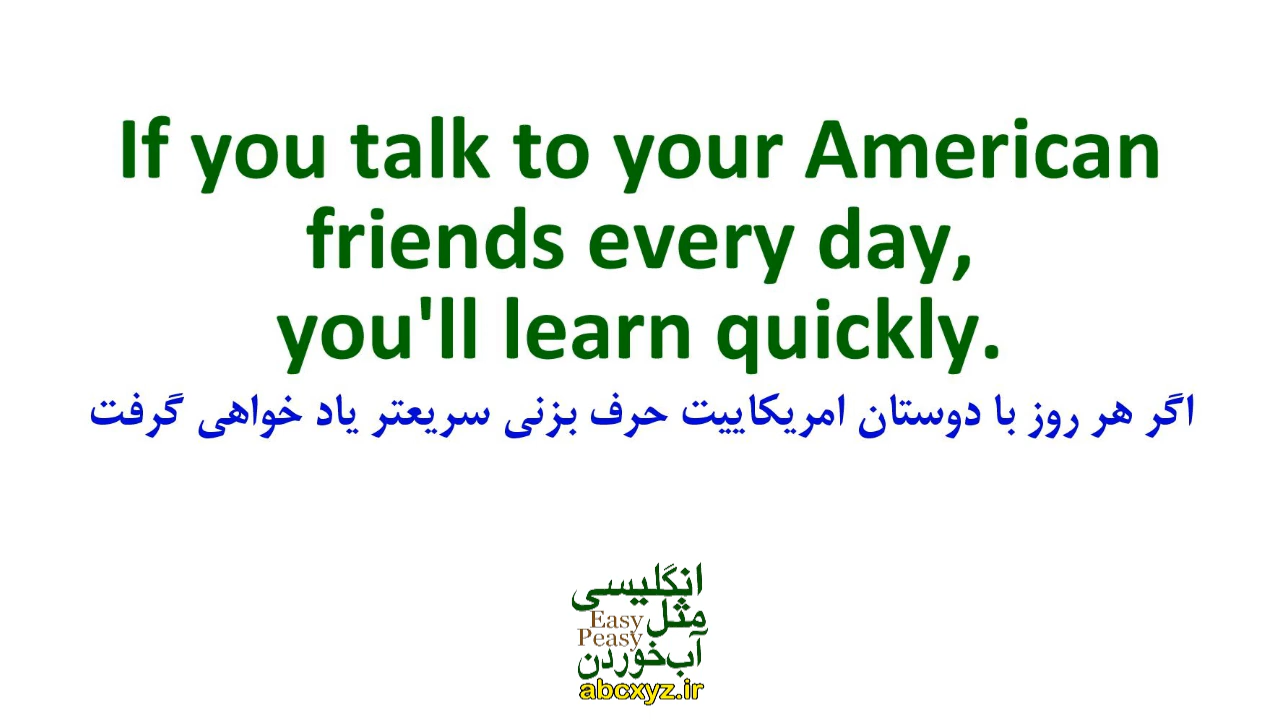 If you talk to your American
friends every day,
you'll learn quickly.
اگر هر روز با دوستان امریکاییت حرف بزنی سریعتر یاد خواهی گرفت
انگلیسی
مثل
Easy
Peasy
آب‌خوردن
abcxyz.ir